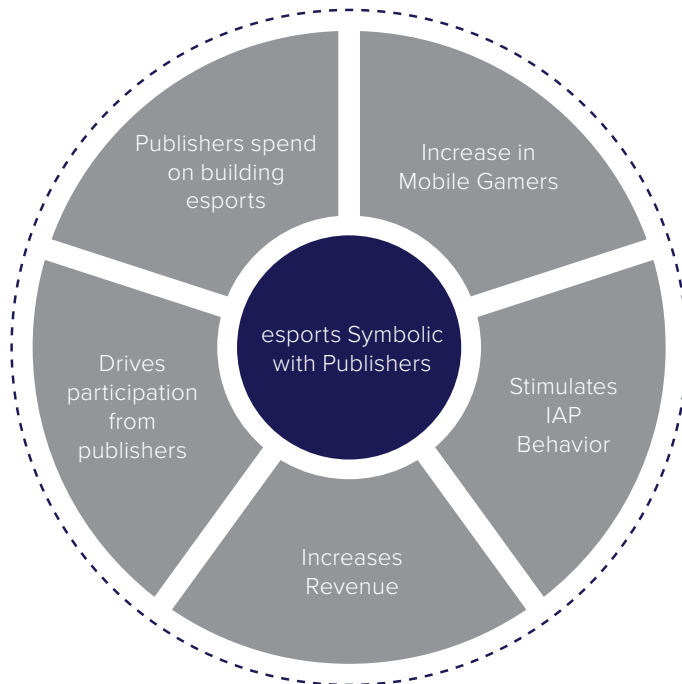 Publishers spend
on building
esports
Increase in
Mobile Gamers
esports Symbolic
with Publishers
Drives
participation
from
publishers
Stimulates
IAP
Behavior
Increases
Revenue